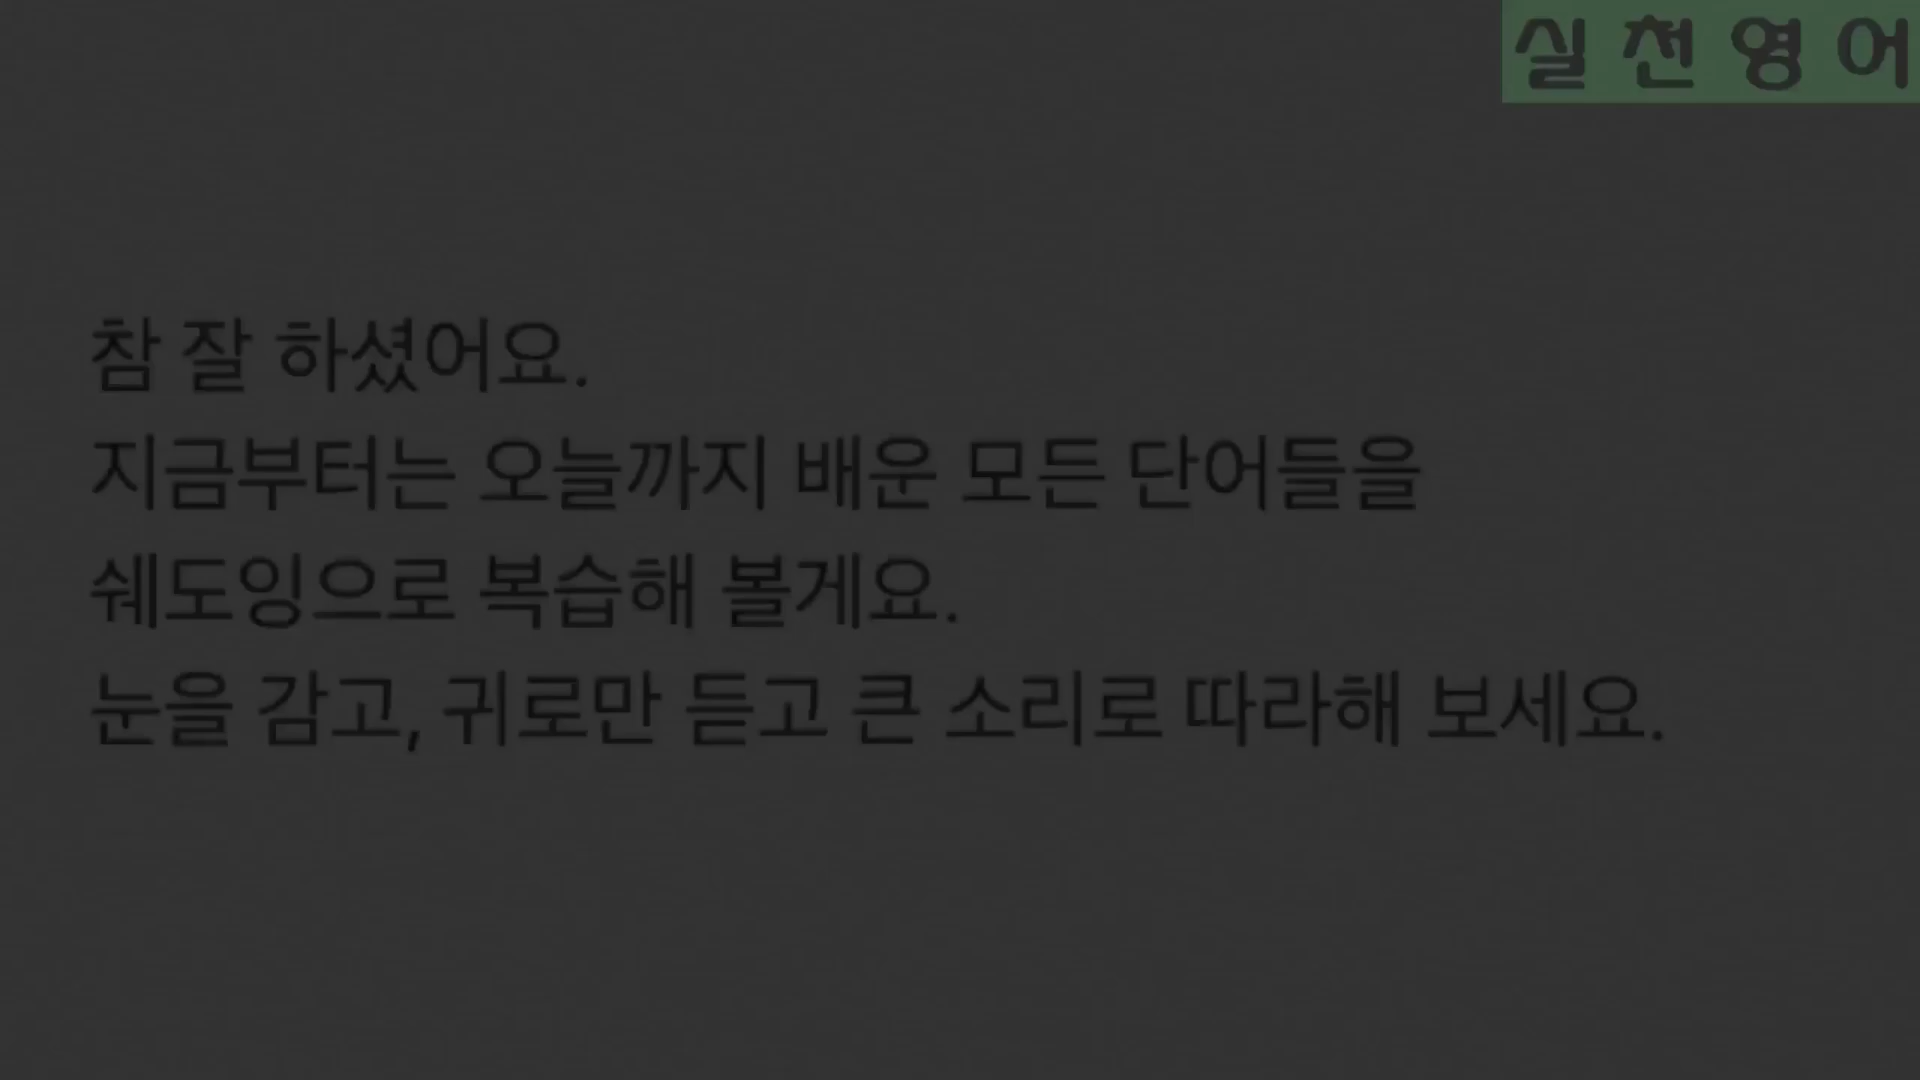 실천영어
참 잘 하셨어요.
지금부터는 오늘까지 배운 모든 단어들을
쉐도잉으로 복습해 볼게요.
눈을 감고, 귀로만 듣고 큰 소리로 따라해 보세요.